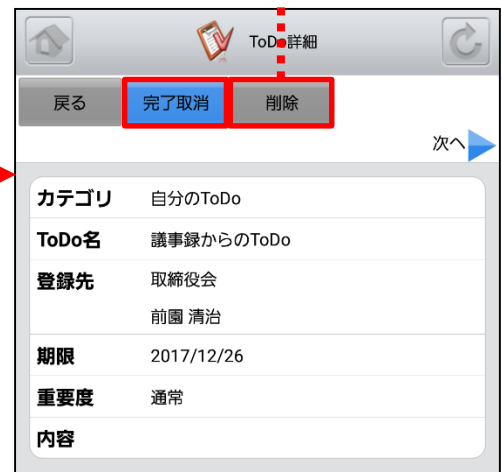 ToDo詳細
戻る 完了取消 削除
次へ
カテゴリ 自分のToDo
ToDo名 議事録からのToDo
登録先 取締役会
前園 清治
期限 2017/12/26
重要度 通常
内容